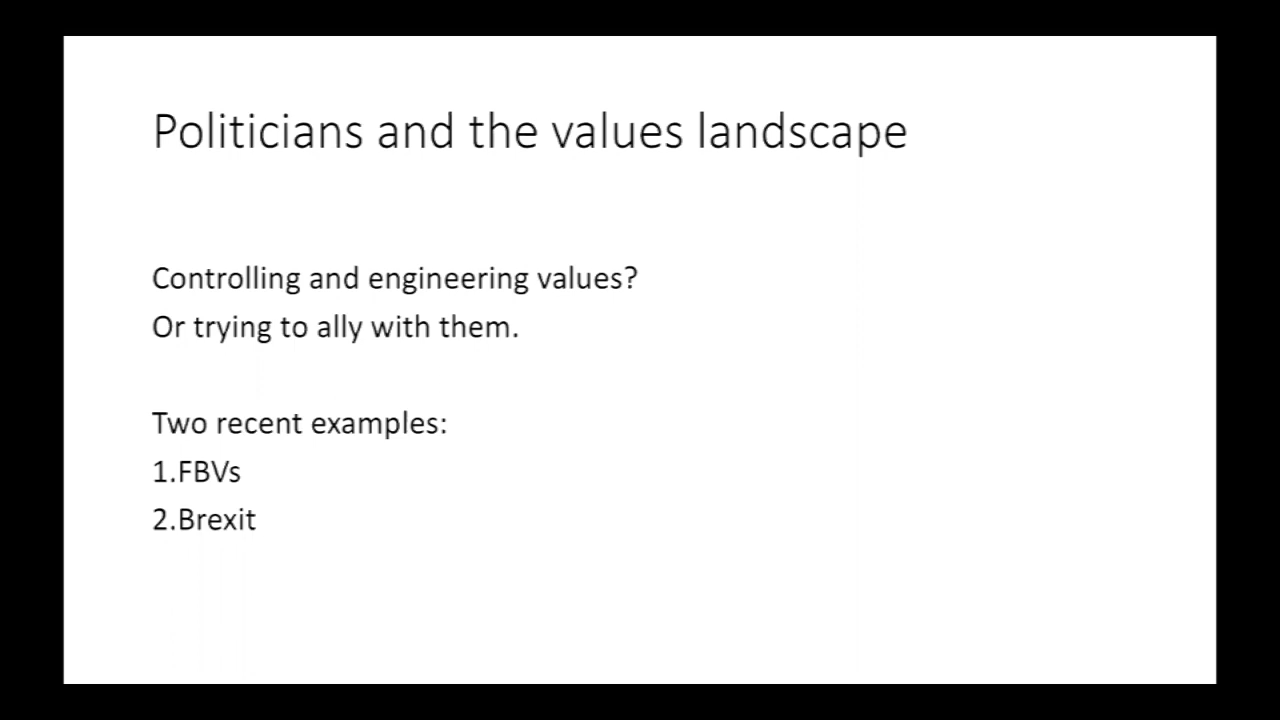 Politicians and the values landscape
Controlling and engineering values?
Or trying to ally with them.
Two recent examples:
1.FBVs
2.Brexit